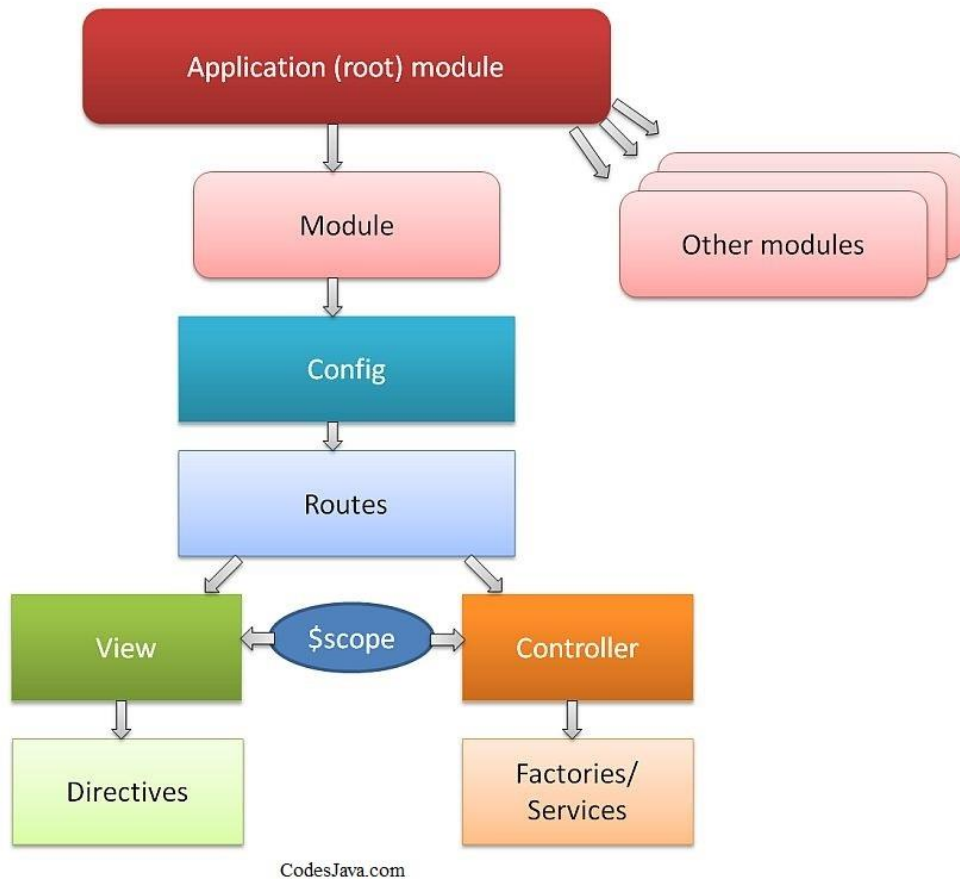 Application (root) module
Module
Other modules
Config
Routes
View
$scope
Controller
Directives
Factories/
Services
CodesJava.com